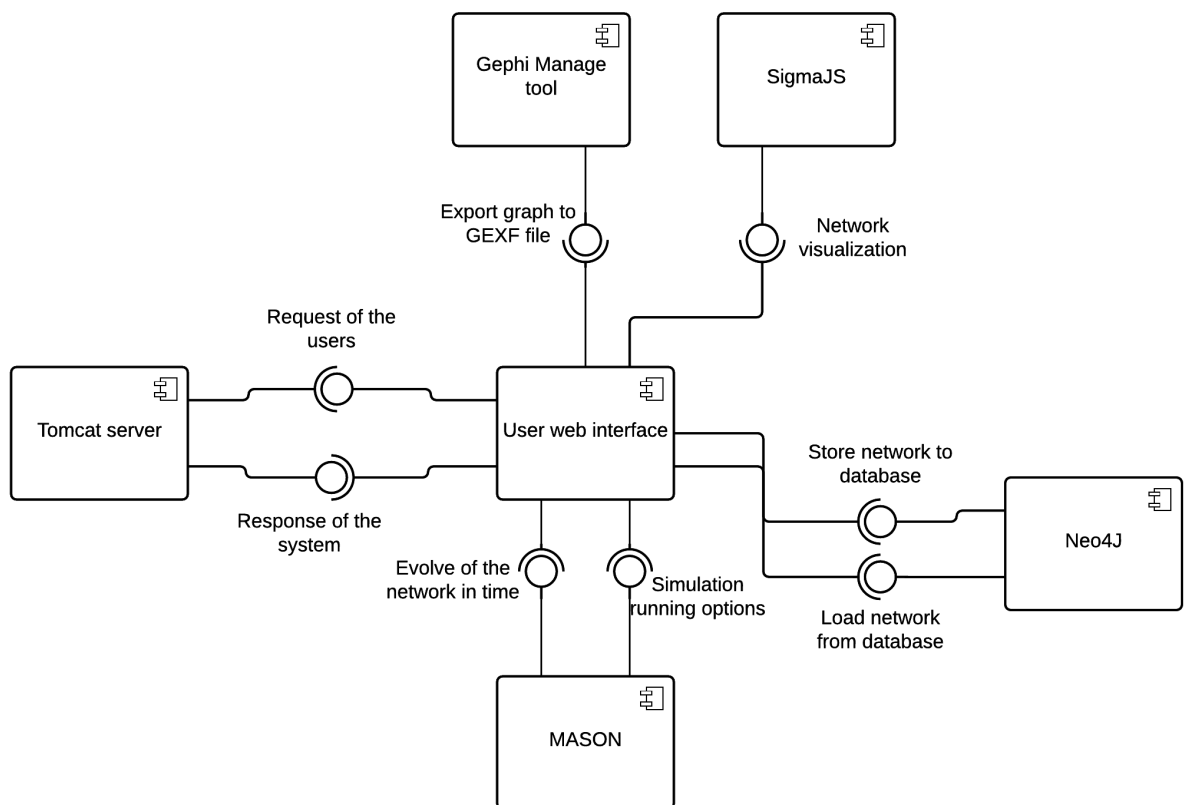 Gephi Manage
tool
SigmaJS
Export graph to
GEXF file
Network
visualization
Request of the
users
Tomcat server
User web interface
Response of the
system
Store network to
database
Neo4J
Evolve of the
network in time
Simulation
running options
Load network
from database
MASON